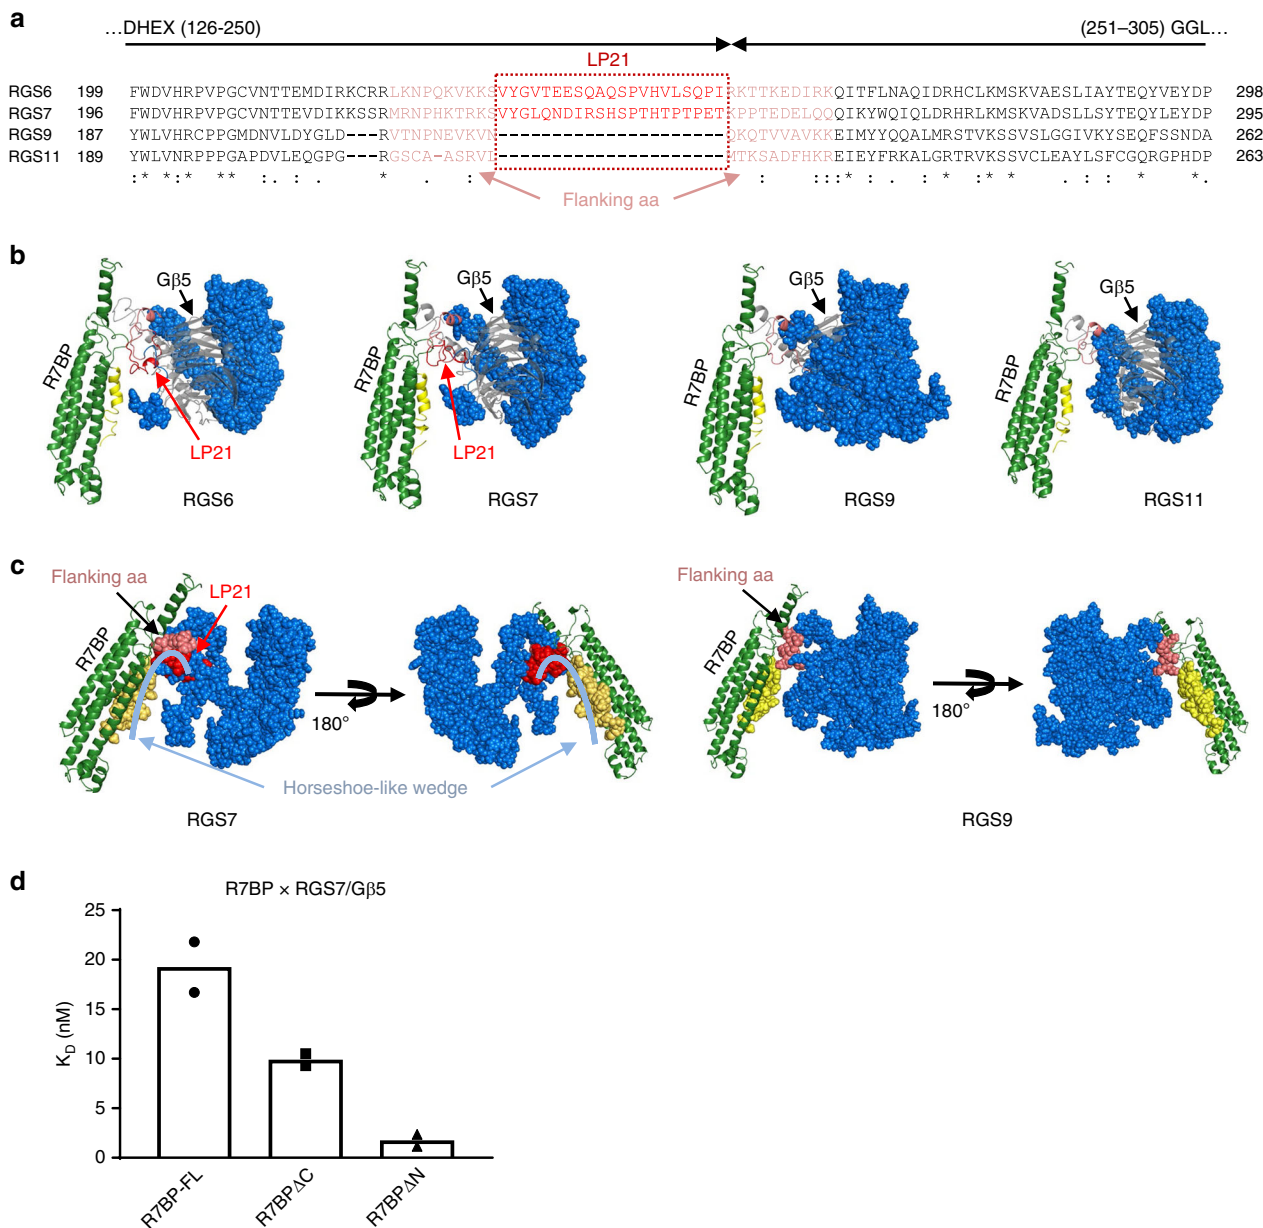 a
…DHEX (126-250)
(251–305) GGL…
LP21
RGS6 199 FWDVHRPVPGCVNTTEMDIRKCRRLKNPQKVKKSVYGVTEESQAQSPVHVLSQPIRKTTKEDIRKQITFLNAQIDRHCLKMSKVAESLIAYTEQYVEYDP 298
RGS7 196 FWDVHRPVPGCVNTTEVDIKKSSRMRNPHKTRKSVYGLQNDIRSHSPTHTPTPETKPPTEDELQQQIKYWQIQLDRHRLKMSKVADSLLSYTEQYLEYDP 295
RGS9 187 YWLVHRCPPGMDNVLDYGLD---RVTNPNEVKVN---------------------QKQTVVAVKKEIMYYQQALMRSTVKSSVSLGGIVKYSEQFSSNDA 262
RGS11 189 YWLVNRPPPGAPDVLEQGPG---RGSCA-ASRVI---------------------MTKSADFHKREIEYFRKALGRTRVKSSVCLEAYLSFCGQRGPHDP 263
:* *:* ** :. : . * . : : :::* . : * :* * . : : * *.
Flanking aa
b
Gβ5
Gβ5
Gβ5
Gβ5
R7BP
R7BP
R7BP
R7BP
LP21
LP21
RGS6
RGS7
RGS9
RGS11
c
Flanking aa
LP21
R7BP
180°
Horseshoe-like wedge
RGS7
Flanking aa
R7BP
180°
RGS9
d
R7BP × RGS7/Gβ5
25
20
15
10
5
0
K_D (nM)
R7BP-FL
R7BPΔC
R7BPΔN